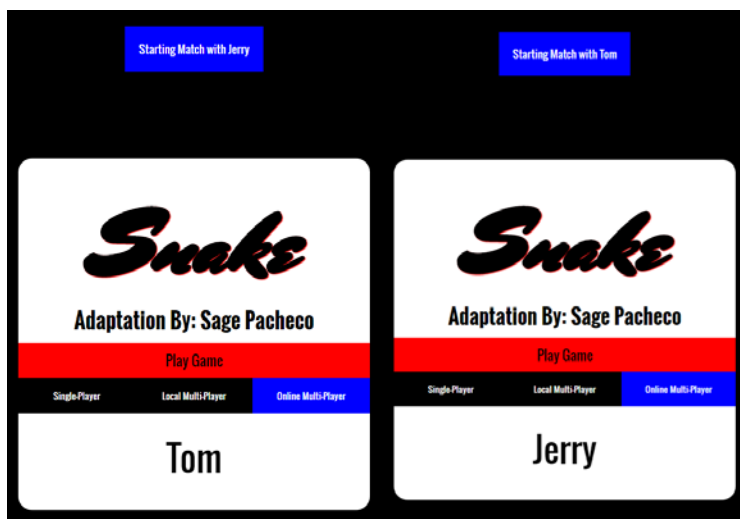 Starting Match with Jerry
Snake
Adaptation By: Sage Pacheco
Play Game
Single-Player Local Multi-Player Online Multi-Player
Tom
Starting Match with Tom
Snake
Adaptation By: Sage Pacheco
Play Game
Single-Player Local Multi-Player Online Multi-Player
Jerry